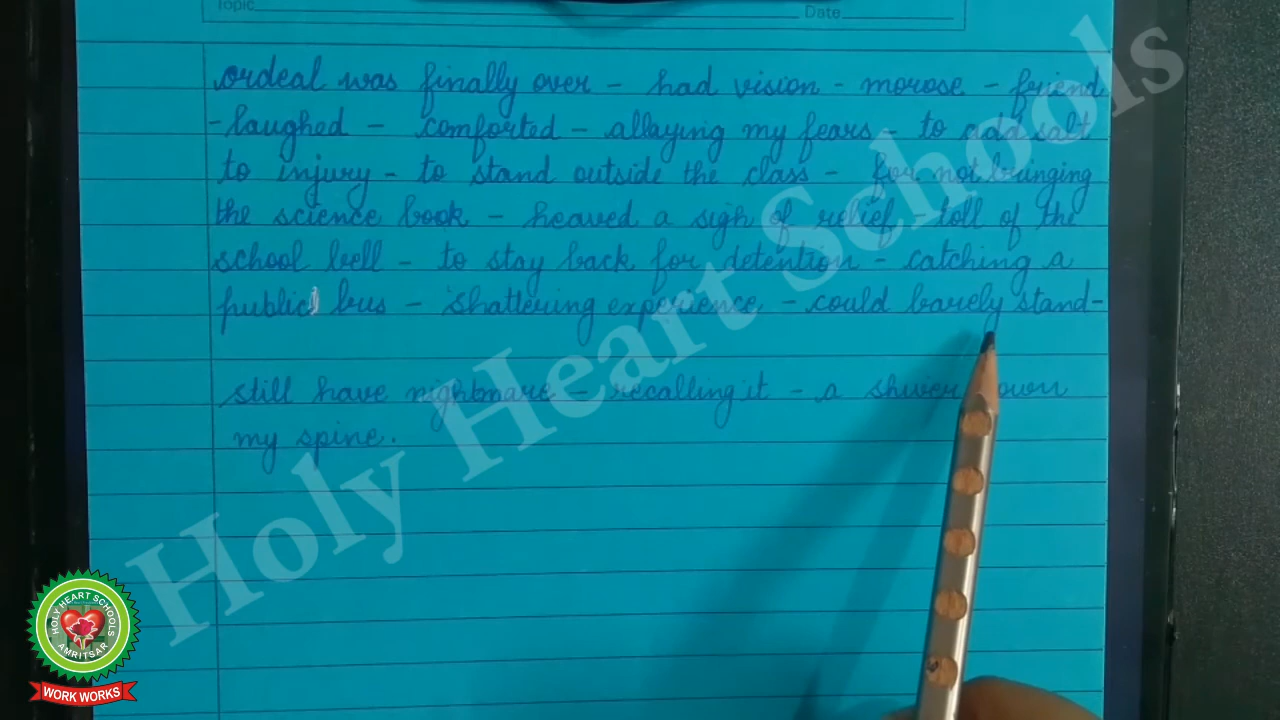 Topic Date
ordeal was finally over - had vision - morose - friend
- laughed - comforted - allaying my fears - to add salt
to injury - to stand outside the class - for not bringing
the science book - heaved a sigh of relief - toll of the
school bell - to stay back for detention - catching a
public bus - shattering experience - could barely stand -
still have nightmare - recalling it - a shiver down
my spine.
Holy Heart Schools
HOLY HEART SCHOOLS
AMRITSAR
WORK WORKS